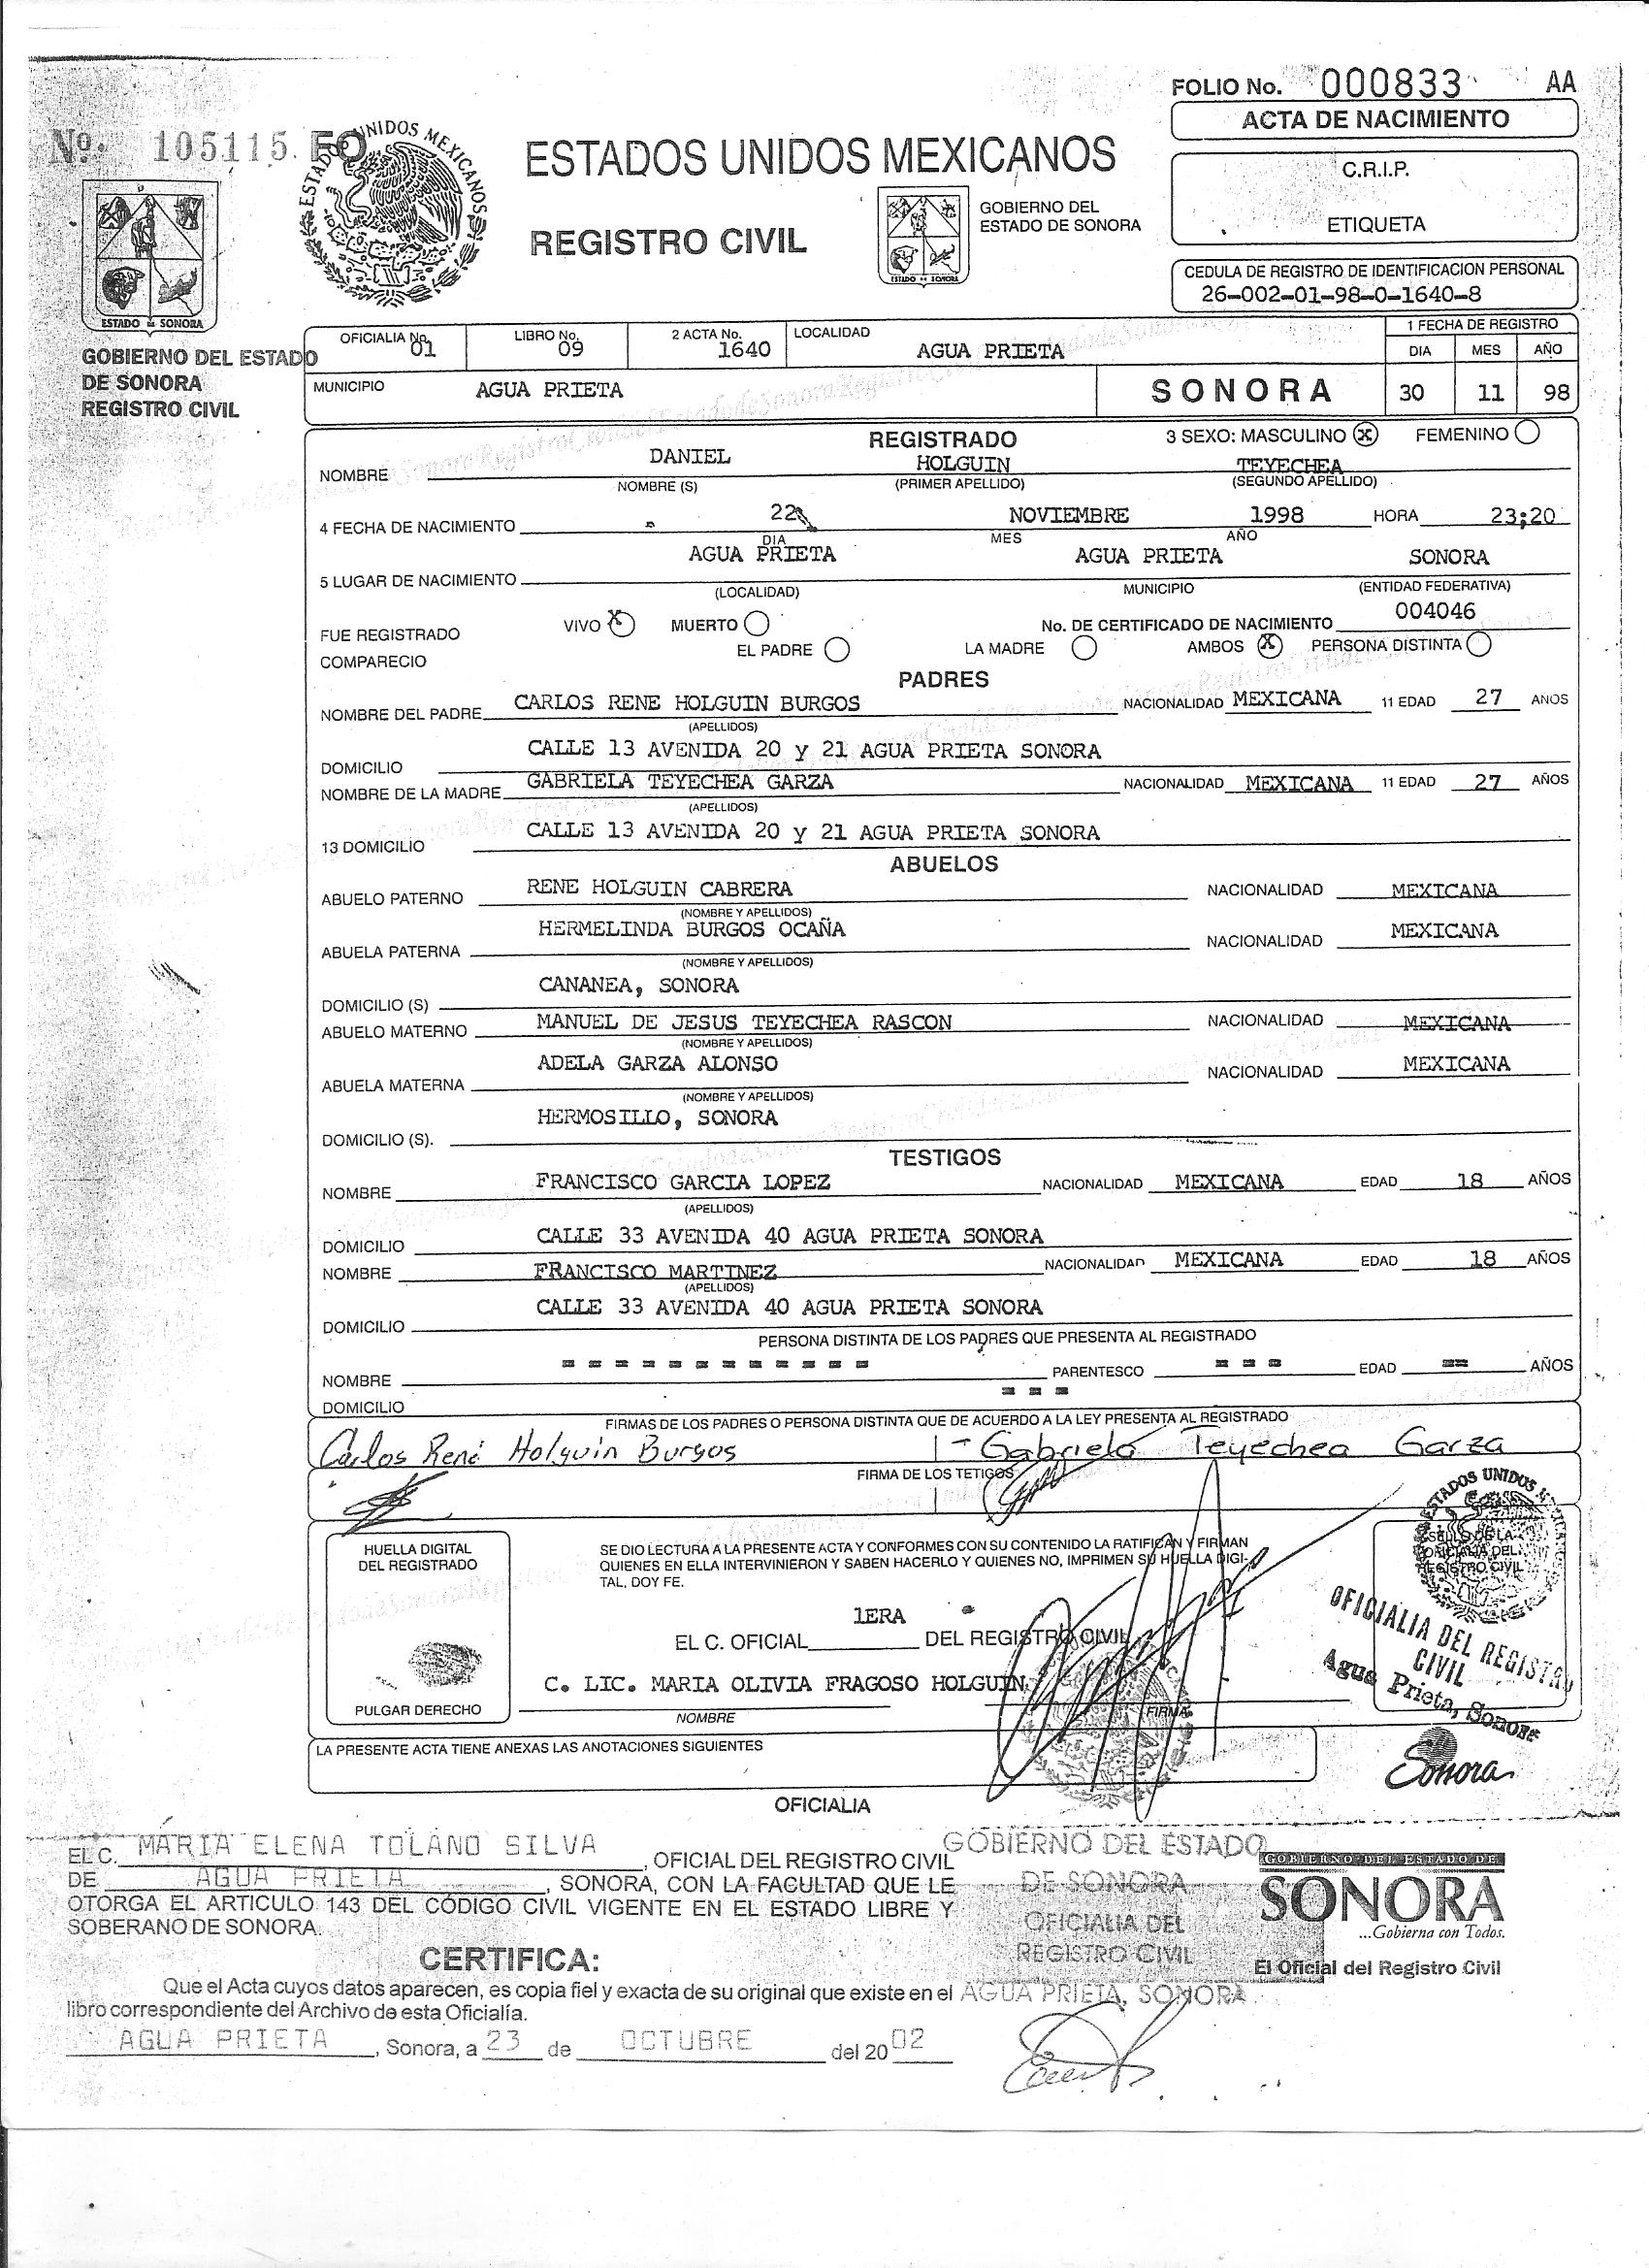 FOLIO No. 000833 AA
ACTA DE NACIMIENTO
No. 105115 FO
ESTADOS UNIDOS MEXICANOS
ESTADOS UNIDOS MEXICANOS
REGISTRO CIVIL
GOBIERNO DEL
ESTADO DE SONORA
ESTADO DE SONORA
C.R.I.P.
ETIQUETA
CEDULA DE REGISTRO DE IDENTIFICACION PERSONAL
26-002-01-98-0-1640-8
ESTADO DE SONORA
GOBIERNO DEL ESTADO
DE SONORA
REGISTRO CIVIL
OFICIALIA No. 01 LIBRO No. 09 2 ACTA No. 1640 LOCALIDAD AGUA PRIETA
1 FECHA DE REGISTRO
DIA MES AÑO
MUNICIPIO AGUA PRIETA SONORA 30 11 98
REGISTRADO 3 SEXO: MASCULINO X FEMENINO
NOMBRE DANIEL HOLGUIN TEYECHEA
NOMBRE (S) (PRIMER APELLIDO) (SEGUNDO APELLIDO)
4 FECHA DE NACIMIENTO 22 NOVIEMBRE 1998 HORA 23;20
DIA MES AÑO
5 LUGAR DE NACIMIENTO AGUA PRIETA AGUA PRIETA SONORA
(LOCALIDAD) MUNICIPIO (ENTIDAD FEDERATIVA)
FUE REGISTRADO VIVO X MUERTO No. DE CERTIFICADO DE NACIMIENTO 004046
COMPARECIO EL PADRE LA MADRE AMBOS X PERSONA DISTINTA
PADRES
NOMBRE DEL PADRE CARLOS RENE HOLGUIN BURGOS NACIONALIDAD MEXICANA 11 EDAD 27 AÑOS
(APELLIDOS)
DOMICILIO CALLE 13 AVENIDA 20 y 21 AGUA PRIETA SONORA
NOMBRE DE LA MADRE GABRIELA TEYECHEA GARZA NACIONALIDAD MEXICANA 11 EDAD 27 AÑOS
(APELLIDOS)
13 DOMICILIO CALLE 13 AVENIDA 20 y 21 AGUA PRIETA SONORA
ABUELOS
ABUELO PATERNO RENE HOLGUIN CABRERA NACIONALIDAD MEXICANA
(NOMBRE Y APELLIDOS)
ABUELA PATERNA HERMELINDA BURGOS OCAÑA NACIONALIDAD MEXICANA
(NOMBRE Y APELLIDOS)
DOMICILIO (S) CANANEA, SONORA
ABUELO MATERNO MANUEL DE JESUS TEYECHEA RASCON NACIONALIDAD MEXICANA
(NOMBRE Y APELLIDOS)
ABUELA MATERNA ADELA GARZA ALONSO NACIONALIDAD MEXICANA
(NOMBRE Y APELLIDOS)
DOMICILIO (S). HERMOSILLO, SONORA
TESTIGOS
NOMBRE FRANCISCO GARCIA LOPEZ NACIONALIDAD MEXICANA EDAD 18 AÑOS
(APELLIDOS)
DOMICILIO CALLE 33 AVENIDA 40 AGUA PRIETA SONORA
NOMBRE FRANCISCO MARTINEZ NACIONALIDAD MEXICANA EDAD 18 AÑOS
(APELLIDOS)
DOMICILIO CALLE 33 AVENIDA 40 AGUA PRIETA SONORA
PERSONA DISTINTA DE LOS PADRES QUE PRESENTA AL REGISTRADO
NOMBRE = = = = = = = = = = = = PARENTESCO = = = EDAD == AÑOS
DOMICILIO = = =
FIRMAS DE LOS PADRES O PERSONA DISTINTA QUE DE ACUERDO A LA LEY PRESENTA AL REGISTRADO
Carlos René Holguin Burgos Gabriela Teyechea Garza
FIRMA DE LOS TETIGOS
HUELLA DIGITAL
DEL REGISTRADO
PULGAR DERECHO
SE DIO LECTURA A LA PRESENTE ACTA Y CONFORMES CON SU CONTENIDO LA RATIFICAN Y FIRMAN
QUIENES EN ELLA INTERVINIERON Y SABEN HACERLO Y QUIENES NO, IMPRIMEN SU HUELLA DIGI-
TAL, DOY FE.
EL C. OFICIAL 1ERA DEL REGISTRO CIVIL
C. LIC. MARIA OLIVIA FRAGOSO HOLGUIN
NOMBRE FIRMA
ESTADOS UNIDOS
SELLO DE LA
OFICIALIA DEL
REGISTRO CIVIL
OFICIALIA DEL REGISTRO
CIVIL
Agua Prieta, Sonora
Sonora
LA PRESENTE ACTA TIENE ANEXAS LAS ANOTACIONES SIGUIENTES
OFICIALIA
EL C. MARIA ELENA TOLANO SILVA, OFICIAL DEL REGISTRO CIVIL
DE AGUA PRIETA, SONORA, CON LA FACULTAD QUE LE
OTORGA EL ARTICULO 143 DEL CÓDIGO CIVIL VIGENTE EN EL ESTADO LIBRE Y
SOBERANO DE SONORA.
CERTIFICA:
Que el Acta cuyos datos aparecen, es copia fiel y exacta de su original que existe en el
libro correspondiente del Archivo de esta Oficialía.
AGUA PRIETA, Sonora, a 23 de OCTUBRE del 2002
GOBIERNO DEL ESTADO
DE SONORA
OFICIALIA DEL
REGISTRO CIVIL
AGUA PRIETA, SONORA
GOBIERNO DEL ESTADO DE
SONORA
...Gobierna con Todos.
El Oficial del Registro Civil